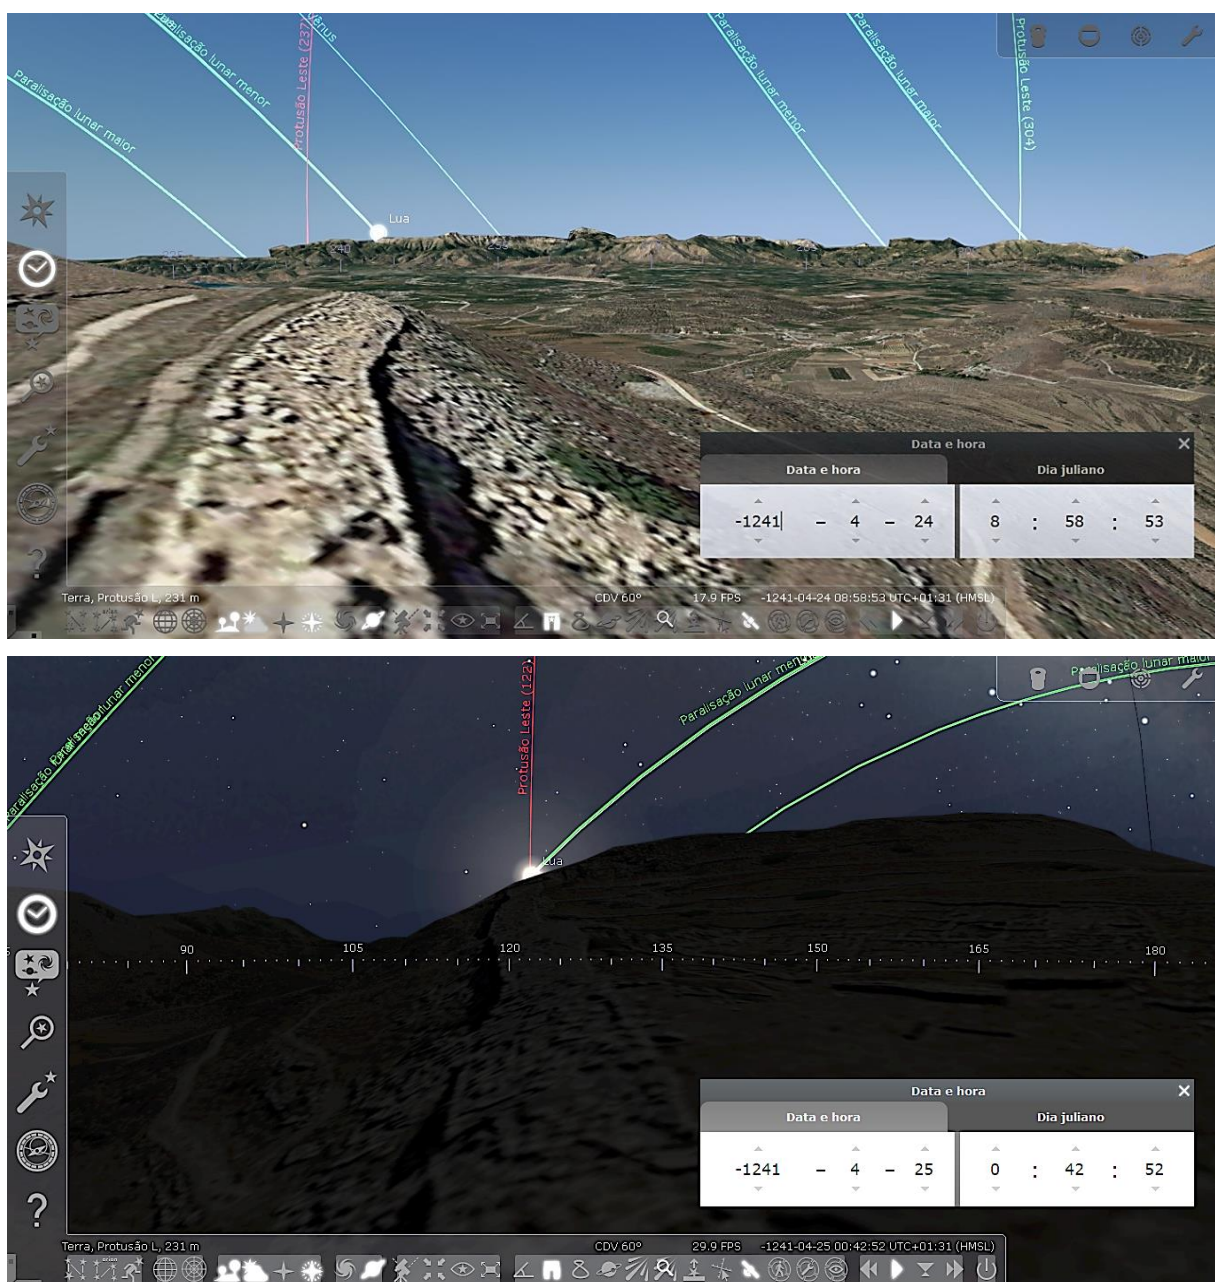 Vênus
Paralisação lunar menor
Protusão Leste (237)
Paralisação lunar maior
Paralisação lunar menor
Paralisação lunar maior
Protusão Leste (304)
Lua
240
Data e hora
Data e hora
Dia juliano
-1241 – 4 – 24 8 : 58 : 53
Terra, Protusão L, 231 m CDV 60° 17.9 FPS -1241-04-24 08:58:53 UTC+01:31 (HMSL)
Paralisação lunar menor
Protusão Leste (122)
Paralisação lunar menor
Paralisação lunar maior
Lua
90 105 120 135 150 165 180
Data e hora
Data e hora
Dia juliano
-1241 – 4 – 25 0 : 42 : 52
Terra, Protusão L, 231 m CDV 60° 29.9 FPS -1241-04-25 00:42:52 UTC+01:31 (HMSL)